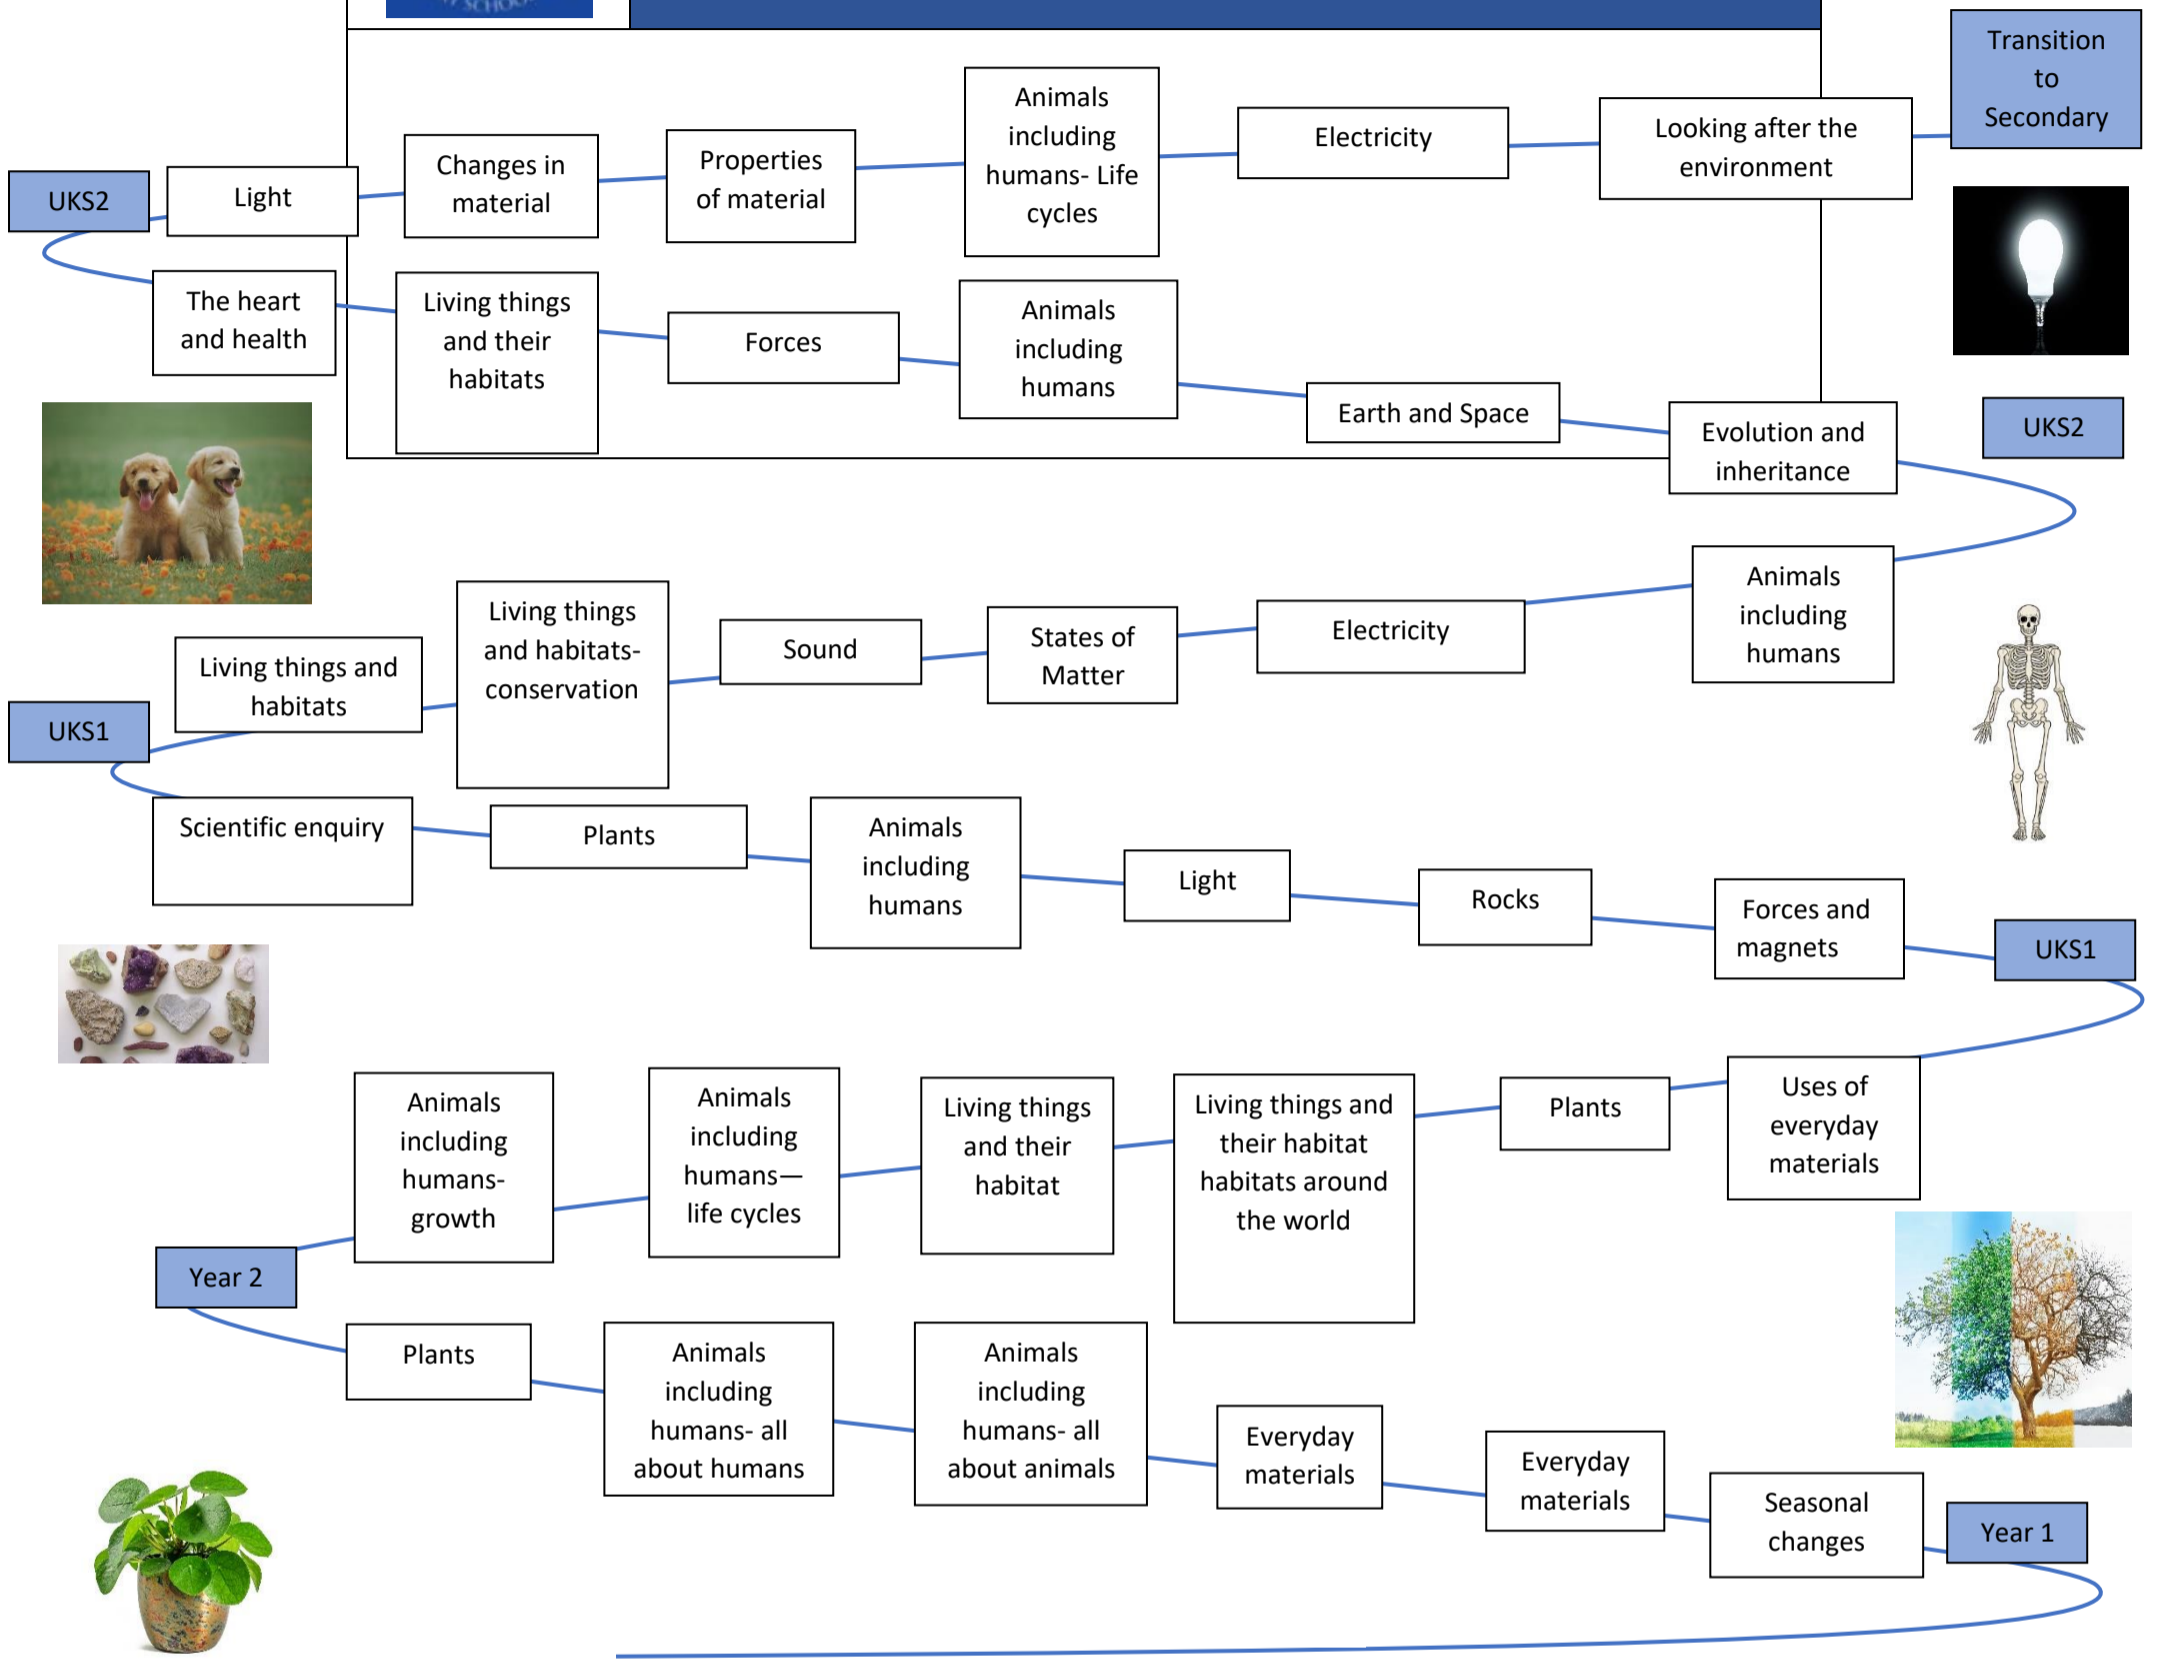 SCHOOL
Transition
to
Secondary
Animals
including
humans- Life
cycles
Electricity
Looking after the
environment
Changes in
material
Properties
of material
UKS2
Light
The heart
and health
Living things
and their
habitats
Forces
Animals
including
humans
Earth and Space
Evolution and
inheritance
UKS2
Animals
including
humans
Electricity
States of
Matter
Sound
Living things
and habitats-
conservation
Living things and
habitats
UKS1
Scientific enquiry
Plants
Animals
including
humans
Light
Rocks
Forces and
magnets
UKS1
Animals
including
humans-
growth
Animals
including
humans—
life cycles
Living things
and their
habitat
Living things and
their habitat
habitats around
the world
Plants
Uses of
everyday
materials
Year 2
Plants
Animals
including
humans- all
about humans
Animals
including
humans- all
about animals
Everyday
materials
Everyday
materials
Seasonal
changes
Year 1